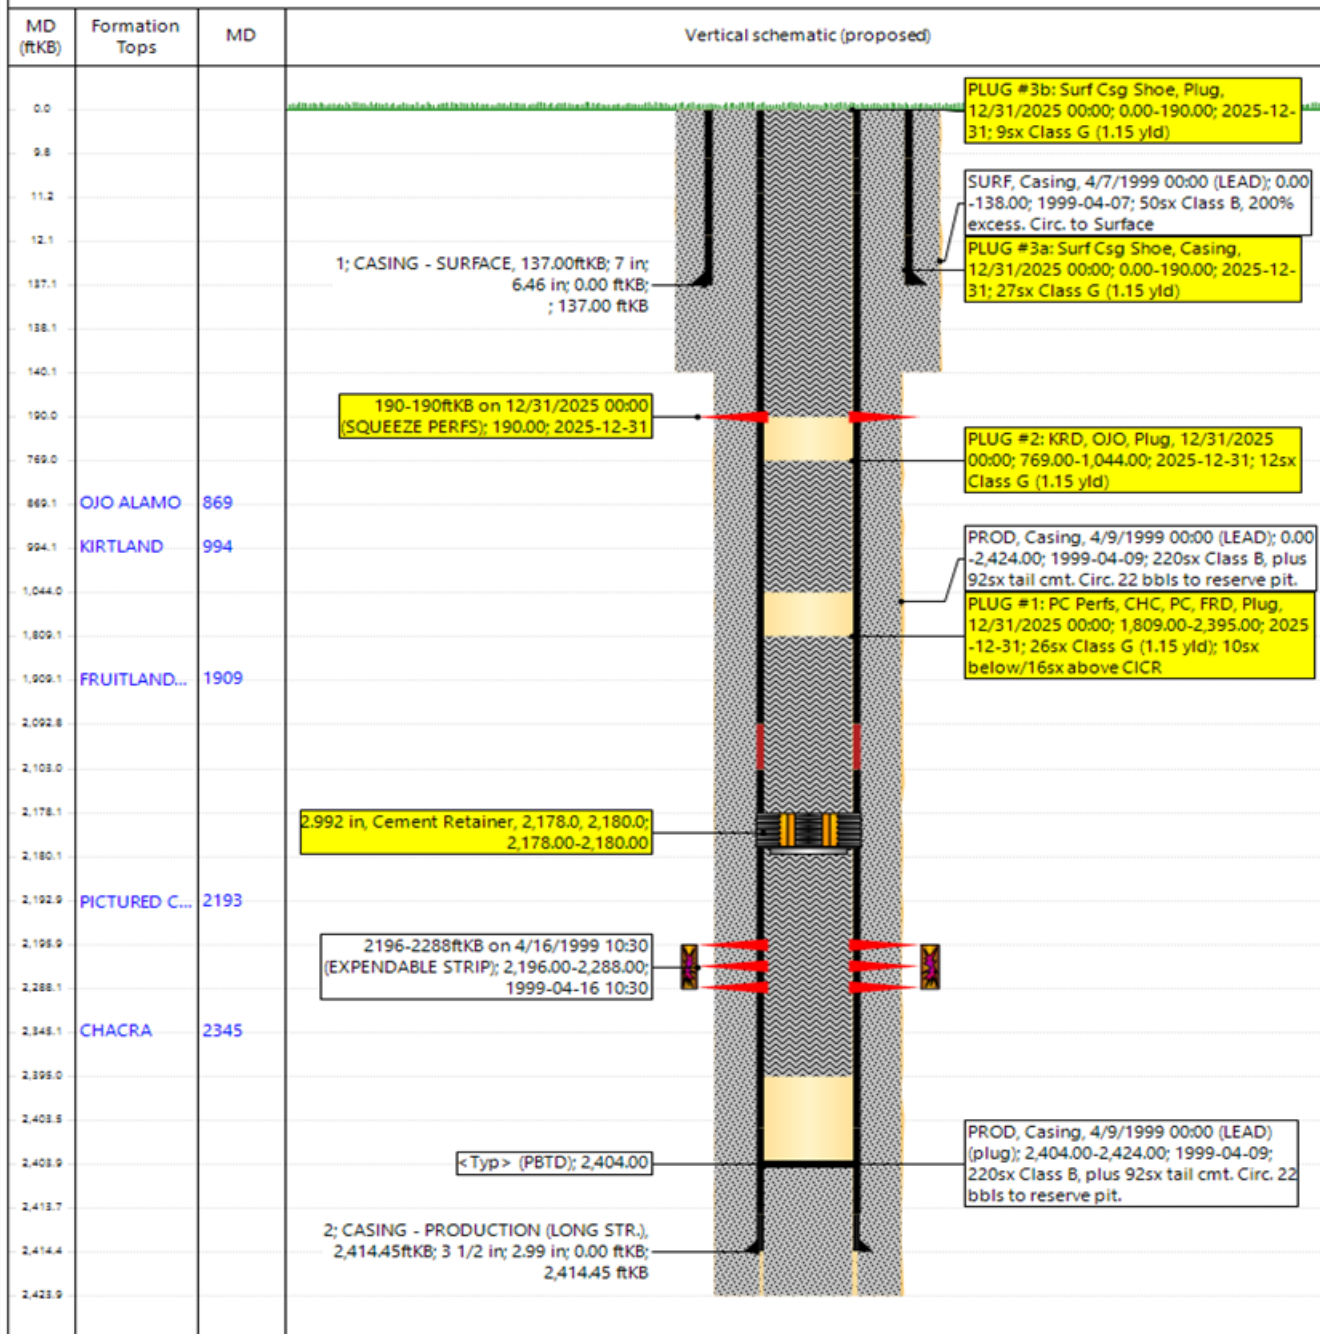 MD (ftKB)
Formation Tops
MD
Vertical schematic (proposed)
0.0
9.8
11.2
12.1
137.1
138.1
140.1
190.0
769.0
869.1
994.1
1,044.0
1,809.1
1,909.1
2,092.8
2,103.0
2,178.1
2,180.1
2,192.9
2,288.1
2,395.0
2,403.9
2,413.7
2,414.4
2,423.9
OJO ALAMO 869
KIRTLAND 994
FRUITLAND... 1909
PICTURED C... 2193
CHACRA 2345
1; CASING - SURFACE, 137.00ftKB; 7 in;
6.46 in; 0.00 ftKB;
; 137.00 ftKB
190-190ftKB on 12/31/2025 00:00
(SQUEEZE PERFS); 190.00; 2025-12-31
2.992 in, Cement Retainer, 2,178.0, 2,180.0;
2,178.00-2,180.00
2196-2288ftKB on 4/16/1999 10:30
(EXPENDABLE STRIP); 2,196.00-2,288.00;
1999-04-16 10:30
<Typ> (PBTD); 2,404.00
2; CASING - PRODUCTION (LONG STR.),
2,414.45ftKB; 3 1/2 in; 2.99 in; 0.00 ftKB;
2,414.45 ftKB
PLUG #3b: Surf Csg Shoe, Plug,
12/31/2025 00:00; 0.00-190.00; 2025-12-
31; 9sx Class G (1.15 yld)
SURF, Casing, 4/7/1999 00:00 (LEAD); 0.00
-138.00; 1999-04-07; 50sx Class B, 200%
excess. Circ. to Surface
PLUG #3a: Surf Csg Shoe, Casing,
12/31/2025 00:00; 0.00-190.00; 2025-12-
31; 27sx Class G (1.15 yld)
PLUG #2: KRD, OJO, Plug, 12/31/2025
00:00; 769.00-1,044.00; 2025-12-31; 12sx
Class G (1.15 yld)
PROD, Casing, 4/9/1999 00:00 (LEAD); 0.00
-2,424.00; 1999-04-09; 220sx Class B, plus
92sx tail cmt. Circ. 22 bbls to reserve pit.
PLUG #1: PC Perfs, CHC, PC, FRD, Plug,
12/31/2025 00:00; 1,809.00-2,395.00; 2025
-12-31; 26sx Class G (1.15 yld); 10sx
below/16sx above CICR
PROD, Casing, 4/9/1999 00:00 (LEAD)
(plug); 2,404.00-2,424.00; 1999-04-09;
220sx Class B, plus 92sx tail cmt. Circ. 22
bbls to reserve pit.